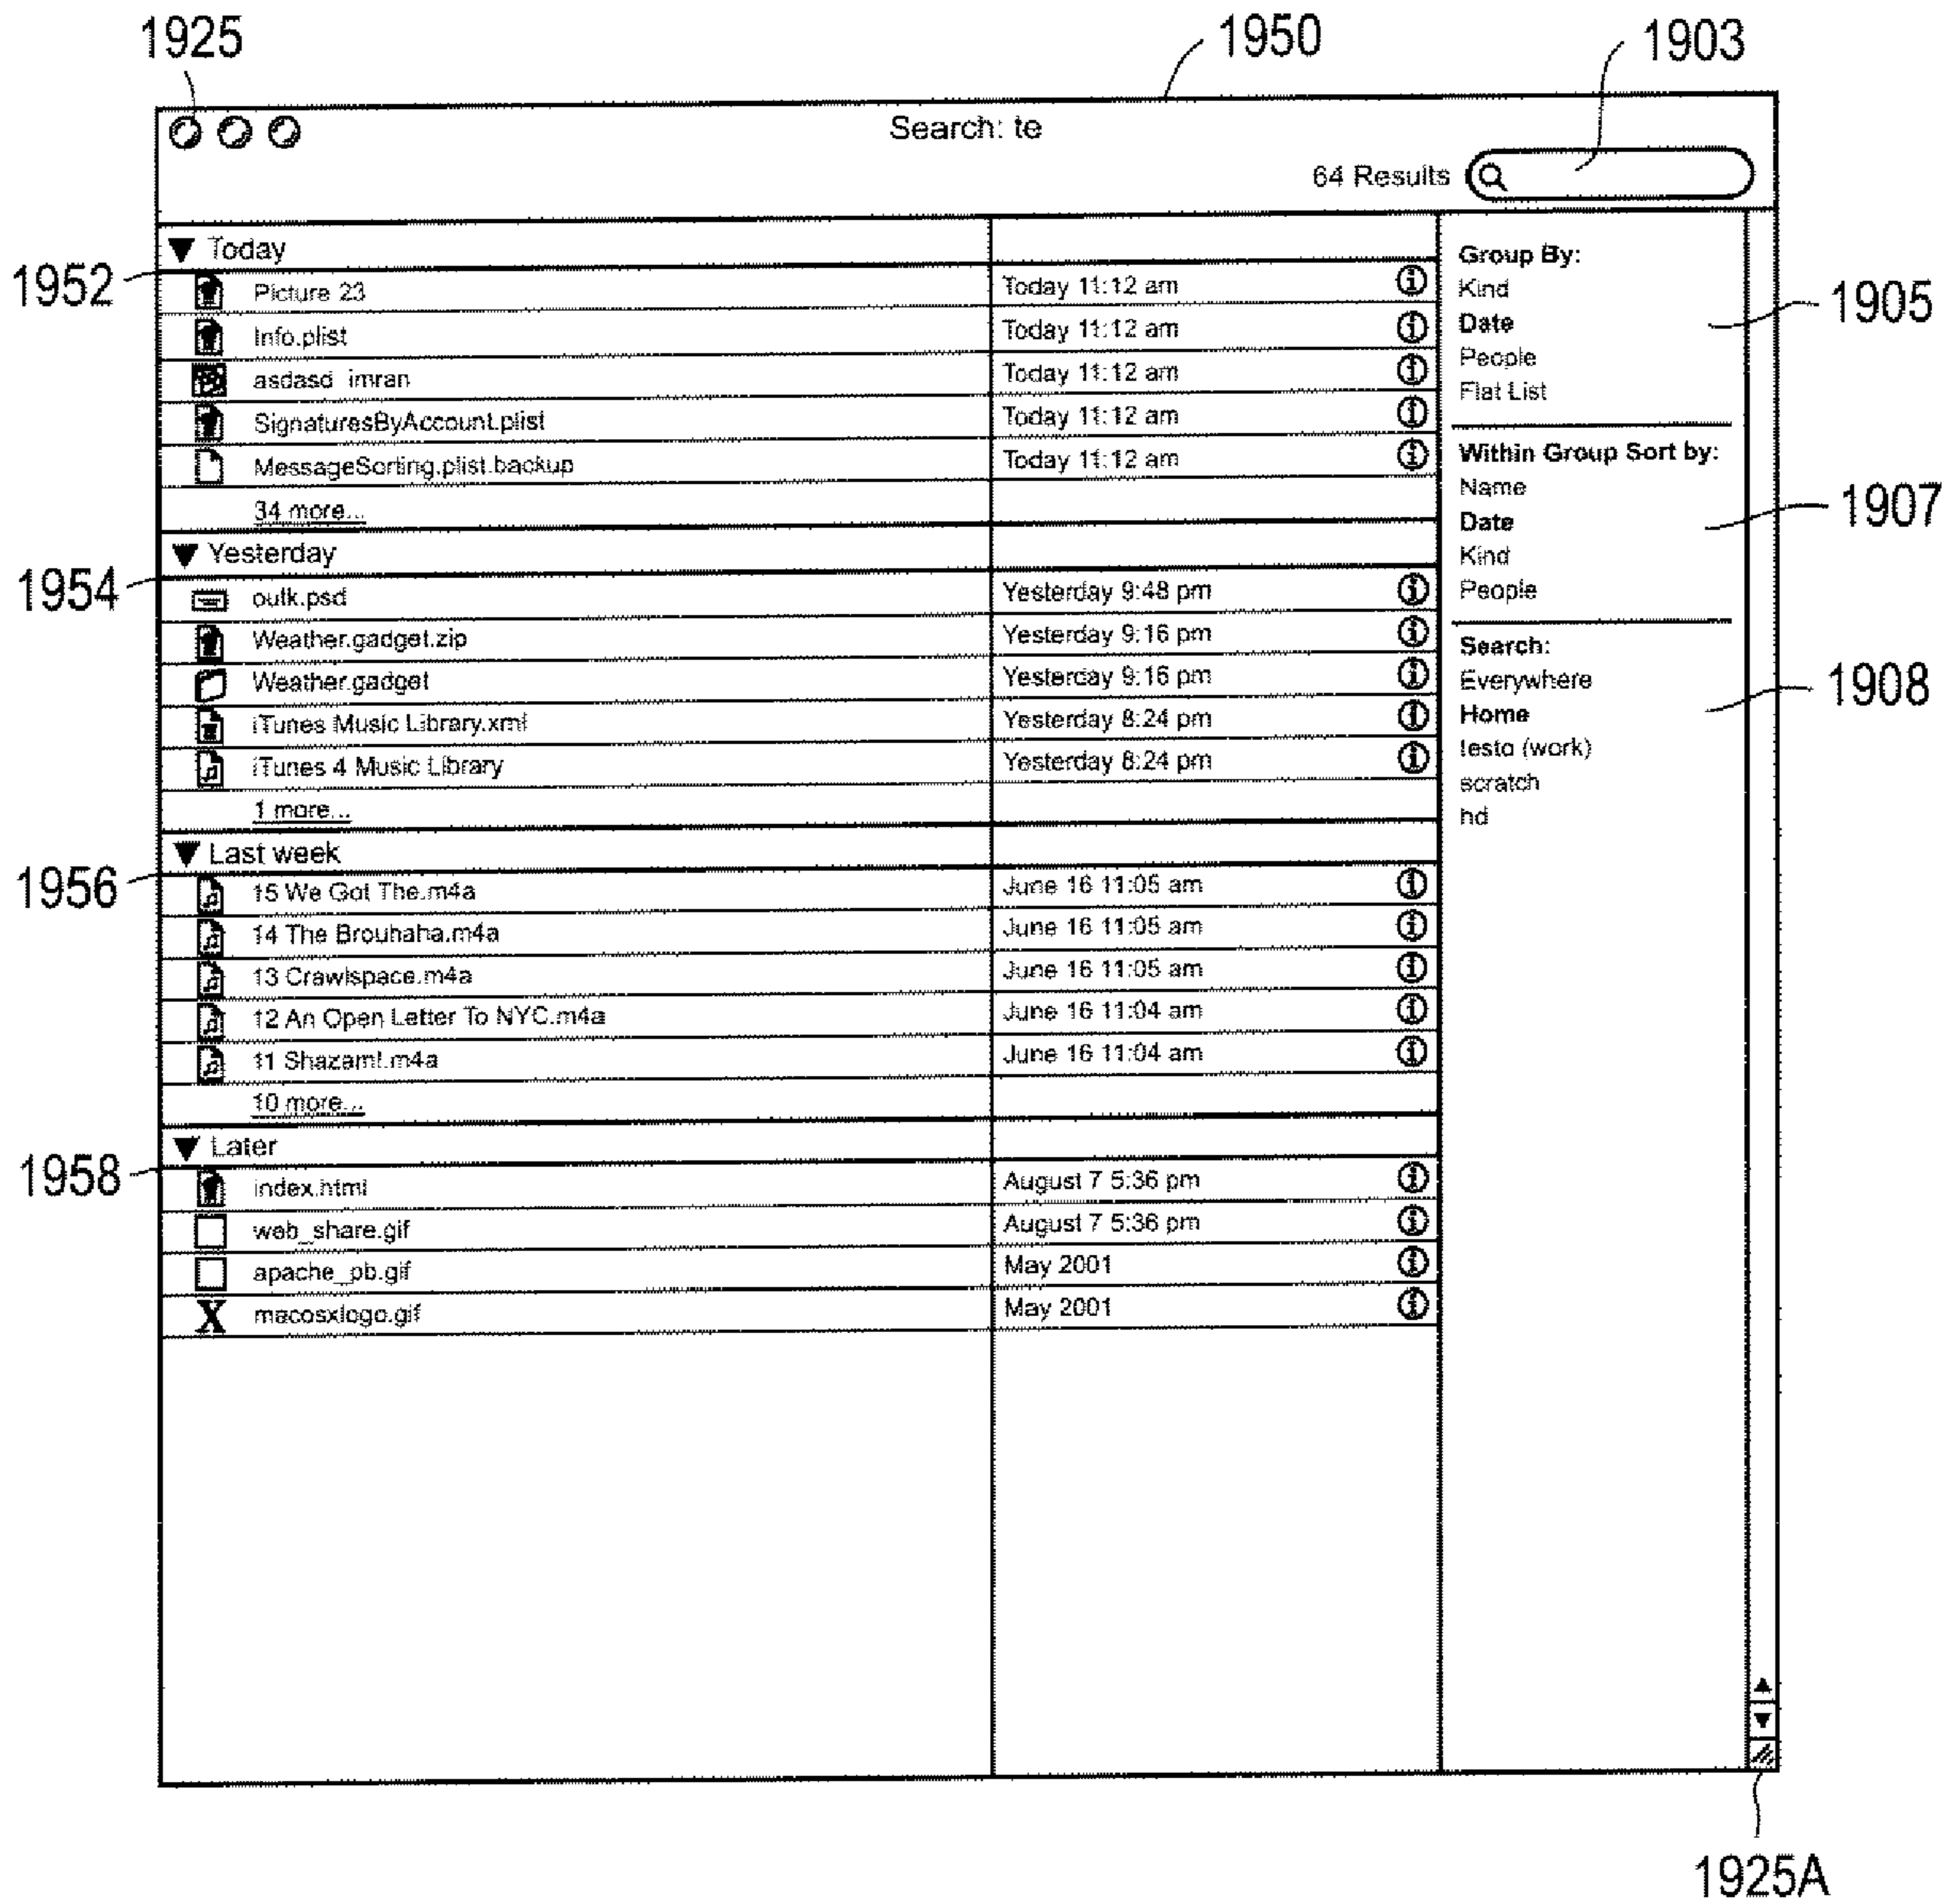 1925
1950
1903
Search: te
64 Results
Today
1952
Picture 23 Today 11:12 am
Info.plist Today 11:12 am
asdasd imran Today 11:12 am
SignaturesByAccount.plist Today 11:12 am
MessageSorting.plist.backup Today 11:12 am
34 more...
Yesterday
1954
outk.psd Yesterday 9:48 pm
Weather.gadget.zip Yesterday 9:16 pm
Weather.gadget Yesterday 9:16 pm
iTunes Music Library.xml Yesterday 8:24 pm
iTunes 4 Music Library Yesterday 8:24 pm
1 more...
Last week
1956
15 We Got The.m4a June 16 11:05 am
14 The Brouhaha.m4a June 16 11:05 am
13 Crawlspace.m4a June 16 11:05 am
12 An Open Letter To NYC.m4a June 16 11:04 am
11 Shazam!.m4a June 16 11:04 am
10 more...
Later
1958
index.html August 7 5:36 pm
web_share.gif August 7 5:36 pm
apache_pb.gif May 2001
X macosxlogo.gif May 2001
Group By:
Kind
Date
People
Flat List
1905
Within Group Sort by:
Name
Date
Kind
People
1907
Search:
Everywhere
Home
testo (work)
scratch
hd
1908
1925A